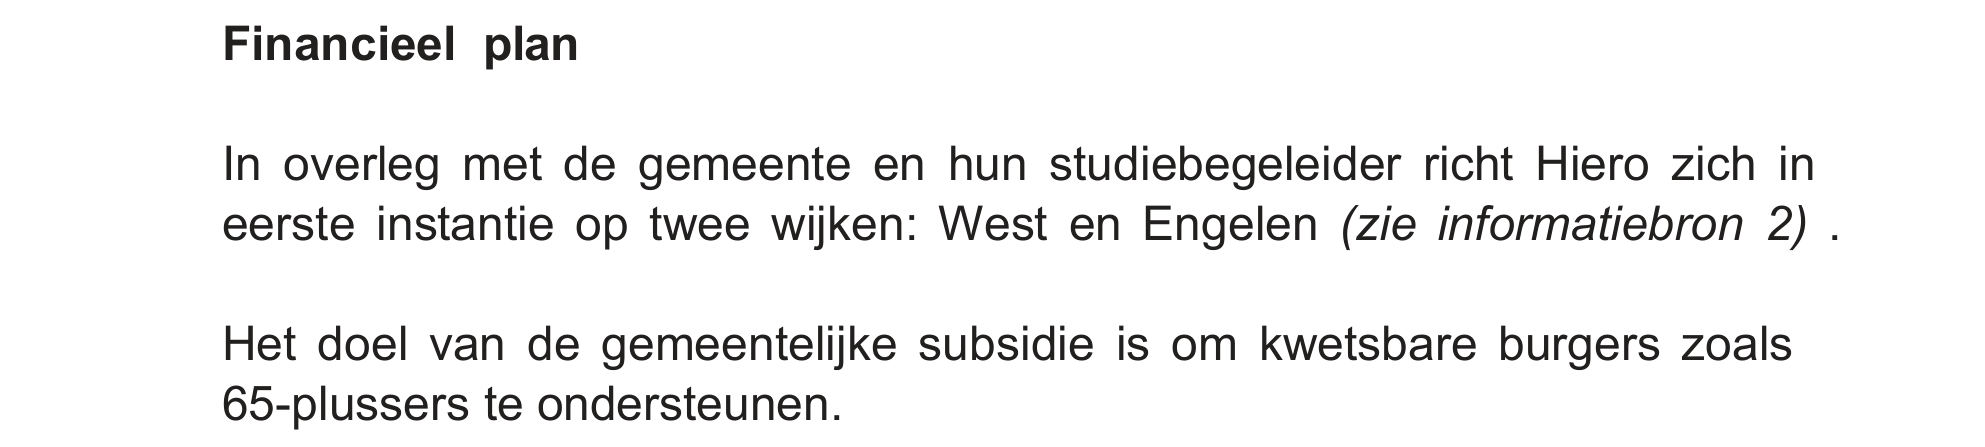 Financieel plan
In overleg met de gemeente en hun studiebegeleider richt Hiero zich in
eerste instantie op twee wijken: West en Engelen (zie informatiebron 2) .
Het doel van de gemeentelijke subsidie is om kwetsbare burgers zoals
65-plussers te ondersteunen.